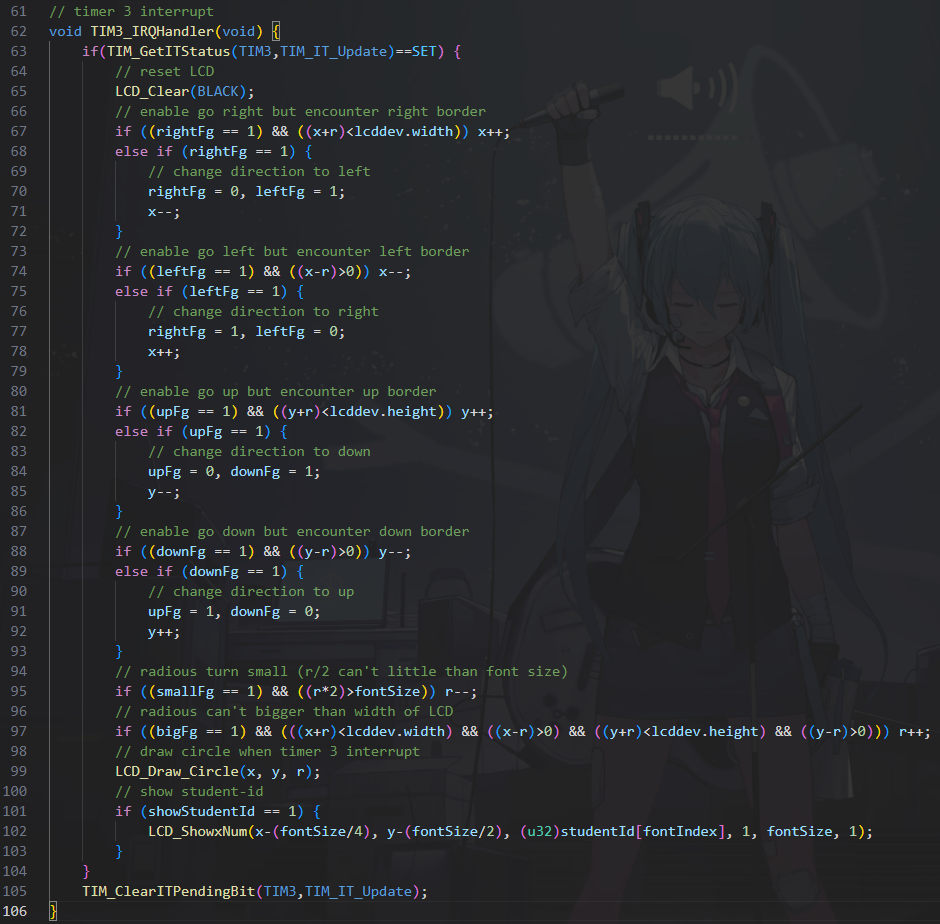 61 // timer 3 interrupt
62 void TIM3_IRQHandler(void) {
63     if(TIM_GetITStatus(TIM3,TIM_IT_Update)==SET) {
64         // reset LCD
65         LCD_Clear(BLACK);
66         // enable go right but encounter right border
67         if ((rightFg == 1) && ((x+r)<lcddev.width)) x++;
68         else if (rightFg == 1) {
69             // change direction to left
70             rightFg = 0, leftFg = 1;
71             x--;
72         }
73         // enable go left but encounter left border
74         if ((leftFg == 1) && ((x-r)>0)) x--;
75         else if (leftFg == 1) {
76             // change direction to right
77             rightFg = 1, leftFg = 0;
78             x++;
79         }
80         // enable go up but encounter up border
81         if ((upFg == 1) && ((y+r)<lcddev.height)) y++;
82         else if (upFg == 1) {
83             // change direction to down
84             upFg = 0, downFg = 1;
85             y--;
86         }
87         // enable go down but encounter down border
88         if ((downFg == 1) && ((y-r)>0)) y--;
89         else if (downFg == 1) {
90             // change direction to up
91             upFg = 1, downFg = 0;
92             y++;
93         }
94         // radious turn small (r/2 can't little than font size)
95         if ((smallFg == 1) && ((r*2)>fontSize)) r--;
96         // radious can't bigger than width of LCD
97         if ((bigFg == 1) && (((x+r)<lcddev.width) && ((x-r)>0) && ((y+r)<lcddev.height) && ((y-r)>0))) r++;
98         // draw circle when timer 3 interrupt
99         LCD_Draw_Circle(x, y, r);
100         // show student-id
101         if (showStudentId == 1) {
102             LCD_ShowxNum(x-(fontSize/4), y-(fontSize/2), (u32)studentId[fontIndex], 1, fontSize, 1);
103         }
104     }
105     TIM_ClearITPendingBit(TIM3,TIM_IT_Update);
106 }